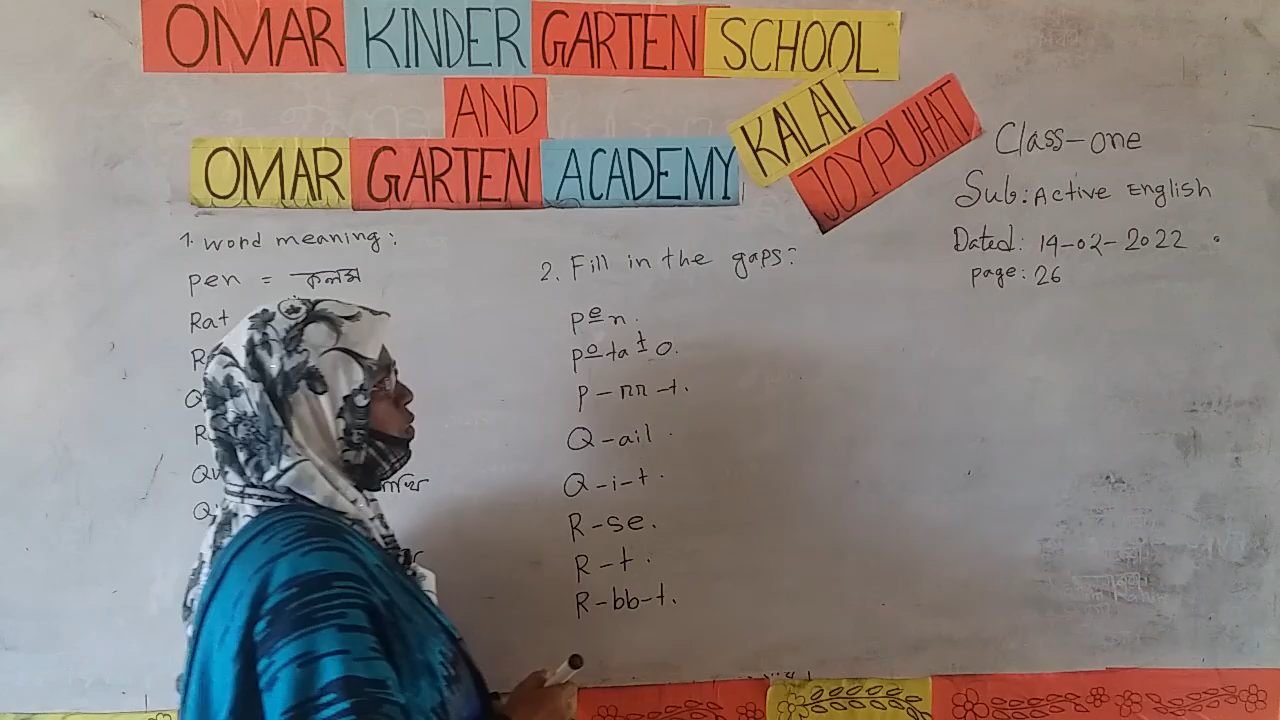 OMAR KINDER GARTEN SCHOOL
AND
OMAR GARTEN ACADEMY
KALAI
JOYPUHAT
Class-one
Sub: Active English
Dated: 14-02-2022
page: 26
1. word meaning:
pen = কলম
Rat
2. Fill in the gaps:
pen.
potato.
P-rr-t.
Q-ail.
Q-i-t.
R-se.
R-t.
R-bb-t.